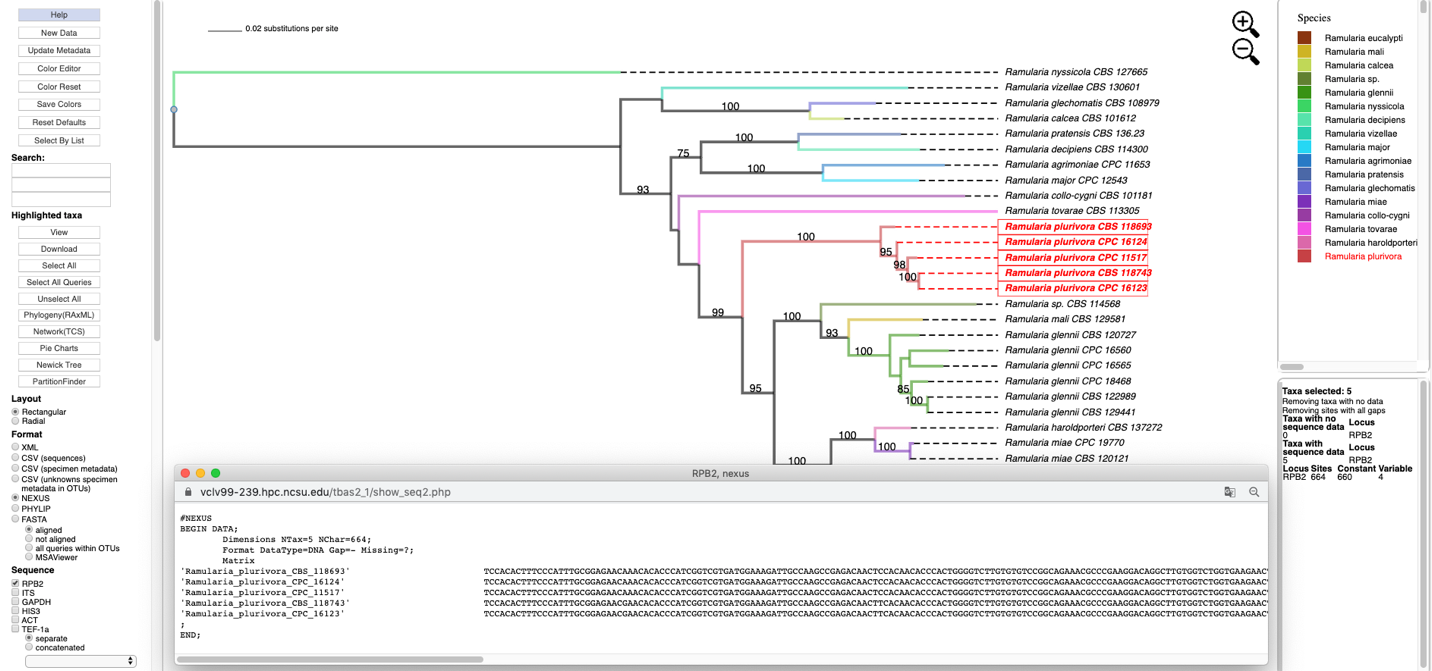 Help
New Data
Update Metadata
Color Editor
Color Reset
Save Colors
Reset Defaults
Select By List
Search:
Highlighted taxa
View
Download
Select All
Select All Queries
Unselect All
Phylogeny(RAxML)
Network(TCS)
Pie Charts
Newick Tree
PartitionFinder
Layout
Rectangular
Radial
Format
XML
CSV (sequences)
CSV (specimen metadata)
CSV (unknowns specimen
metadata in OTUs)
NEXUS
PHYLIP
FASTA
aligned
not aligned
all queries within OTUs
MSAViewer
Sequence
RPB2
ITS
GAPDH
HIS3
ACT
TEF-1a
separate
concatenated
0.02 substitutions per site
Ramularia nyssicola CBS 127665
Ramularia vizellae CBS 130601
100
Ramularia glechomatis CBS 108979
Ramularia calcea CBS 101612
100
Ramularia pratensis CBS 136.23
75
Ramularia decipiens CBS 114300
100
Ramularia agrimoniae CPC 11653
Ramularia major CPC 12543
93
Ramularia collo-cygni CBS 101181
Ramularia tovarae CBS 113305
Ramularia plurivora CBS 118693
100
Ramularia plurivora CPC 16124
95
Ramularia plurivora CPC 11517
98
Ramularia plurivora CBS 118743
100
Ramularia plurivora CPC 16123
Ramularia sp. CBS 114568
99
100
Ramularia mali CBS 129581
93
Ramularia glennii CBS 120727
100
Ramularia glennii CPC 16560
Ramularia glennii CPC 16565
Ramularia glennii CPC 18468
95
85
Ramularia glennii CBS 122989
100
Ramularia glennii CBS 129441
Ramularia haroldporteri CBS 137272
100
Ramularia miae CPC 19770
100
Ramularia miae CBS 120121
100
Species
Ramularia eucalypti
Ramularia mali
Ramularia calcea
Ramularia sp.
Ramularia glennii
Ramularia nyssicola
Ramularia decipiens
Ramularia vizellae
Ramularia major
Ramularia agrimoniae
Ramularia pratensis
Ramularia glechomatis
Ramularia miae
Ramularia collo-cygni
Ramularia tovarae
Ramularia haroldporteri
Ramularia plurivora
Taxa selected: 5
Removing taxa with no data
Removing sites with all gaps
Taxa with no
sequence data Locus
0 RPB2
Taxa with
sequence data Locus
5 RPB2
Locus Sites Constant Variable
RPB2 664 660 4
RPB2, nexus
vclv99-239.hpc.ncsu.edu/tbas2_1/show_seq2.php
#NEXUS
BEGIN DATA;
Dimensions NTax=5 NChar=664;
Format DataType=DNA Gap=- Missing=?;
Matrix
'Ramularia_plurivora_CBS_118693'
'Ramularia_plurivora_CPC_16124'
'Ramularia_plurivora_CPC_11517'
'Ramularia_plurivora_CBS_118743'
'Ramularia_plurivora_CPC_16123'
;
END;